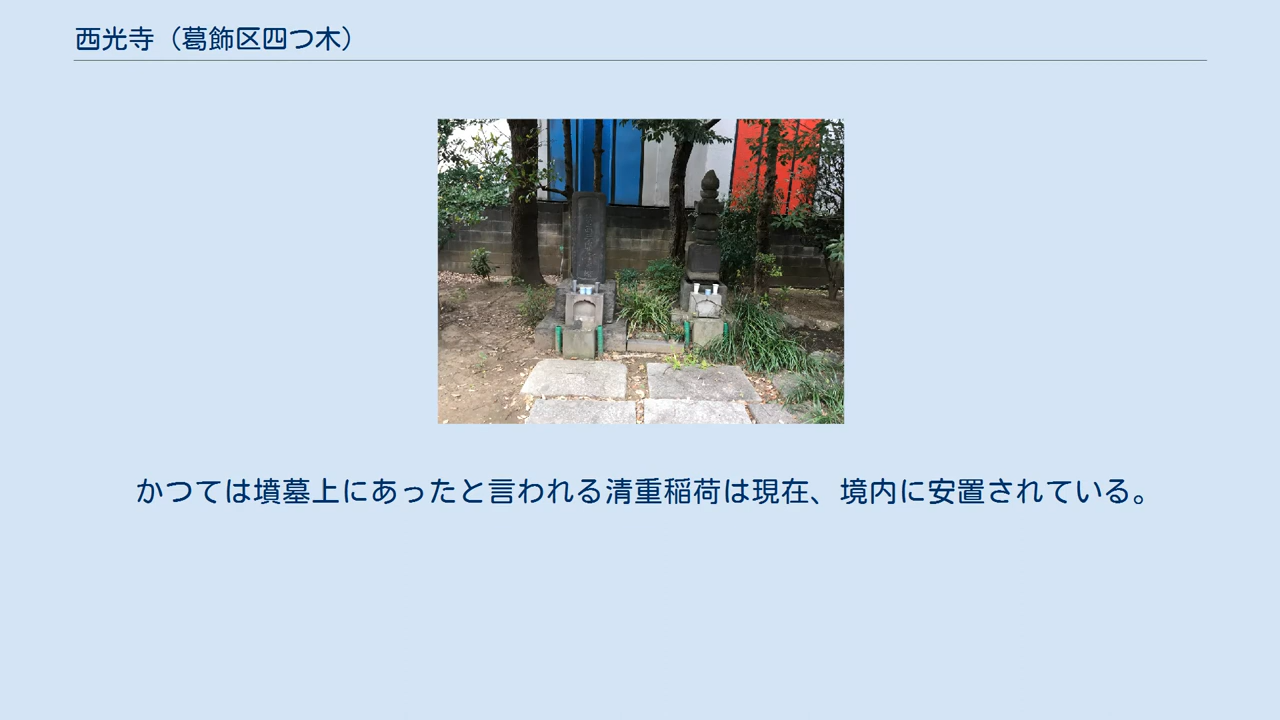 西光寺（葛飾区四つ木）
かつては墳墓上にあったと言われる清重稲荷は現在、境内に安置されている。